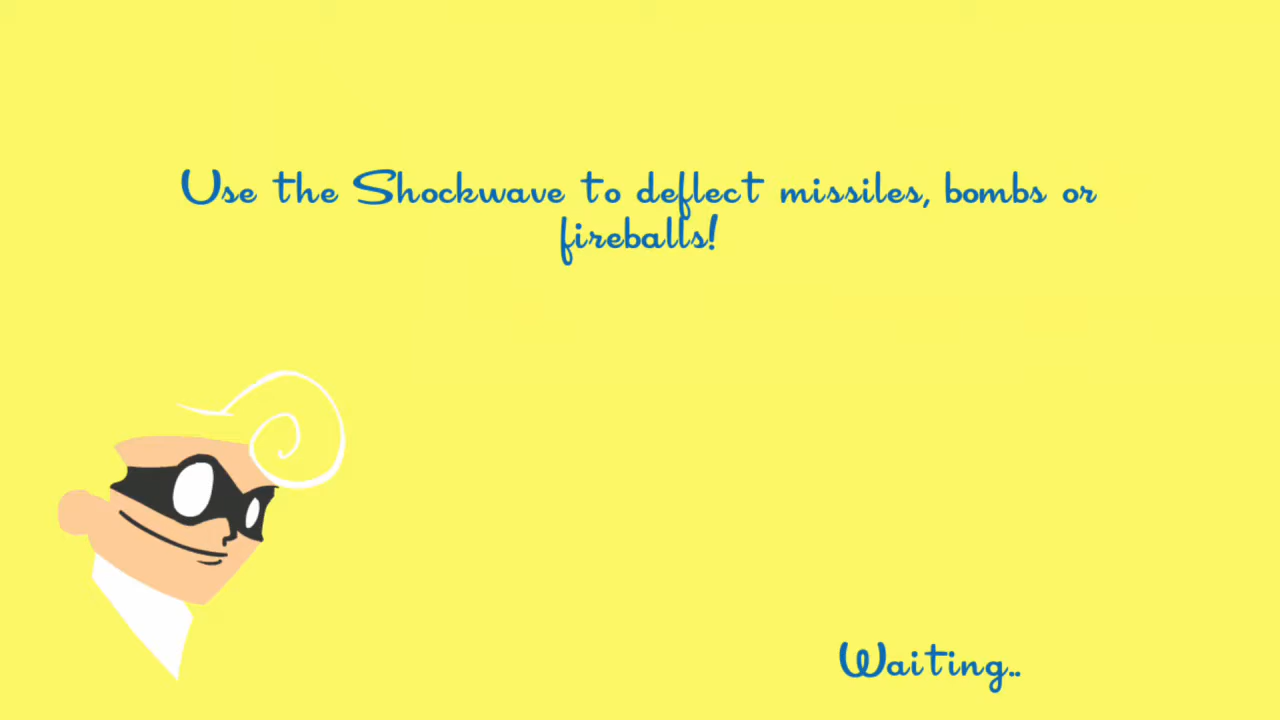 Use the Shockwave to deflect missiles, bombs or
fireballs!
Waiting..